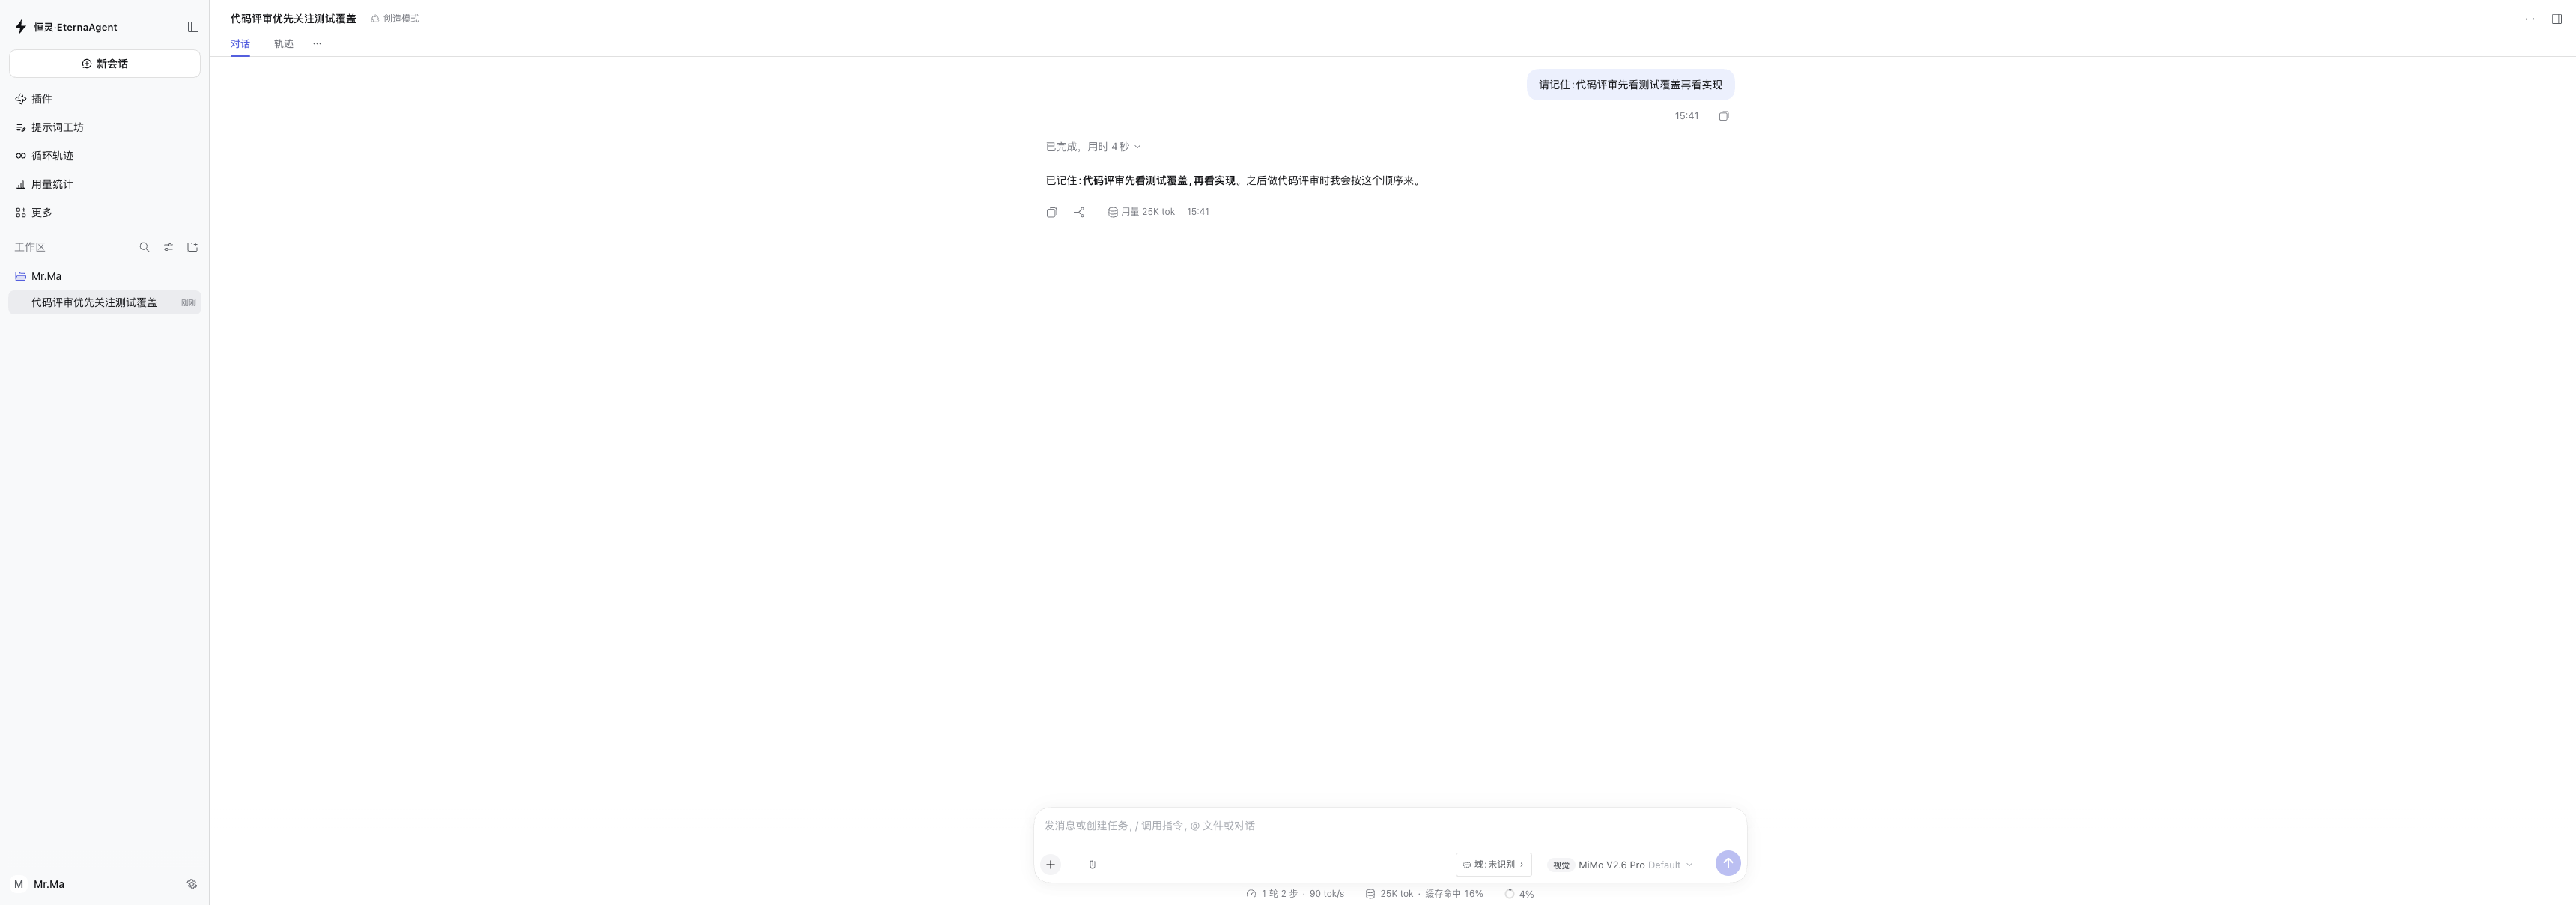 恒灵·EternaAgent
新会话
插件
提示词工坊
循环轨迹
用量统计
更多
工作区
Mr.Ma
代码评审优先关注测试覆盖 刚刚
M Mr.Ma
代码评审优先关注测试覆盖 创造模式
对话 轨迹 ···
请记住:代码评审先看测试覆盖再看实现
15:41
已完成，用时 4秒
已记住:代码评审先看测试覆盖,再看实现。之后做代码评审时我会按这个顺序来。
用量 25K tok 15:41
发消息或创建任务, / 调用指令, @ 文件或对话
域:未识别 › 视觉 MiMo V2.6 Pro Default
1 轮 2 步 · 90 tok/s 25K tok · 缓存命中 16% 4%